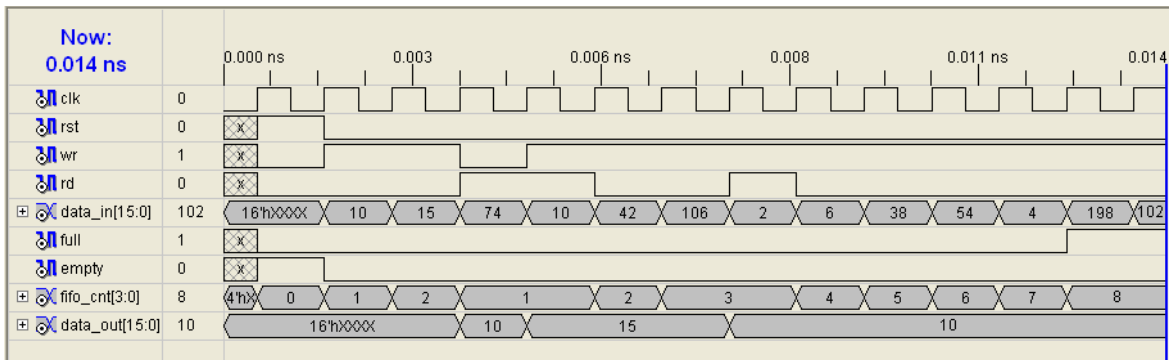 Now:
0.014 ns
0.000 ns 0.003 0.006 ns 0.008 0.011 ns 0.014
clk 0
rst 0 x
wr 1 x
rd 0 x
data_in[15:0] 102 16'hXXXX 10 15 74 10 42 106 2 6 38 54 4 198 102
full 1 x
empty 0 x
fifo_cnt[3:0] 8 4'hX 0 1 2 1 2 3 4 5 6 7 8
data_out[15:0] 10 16'hXXXX 10 15 10